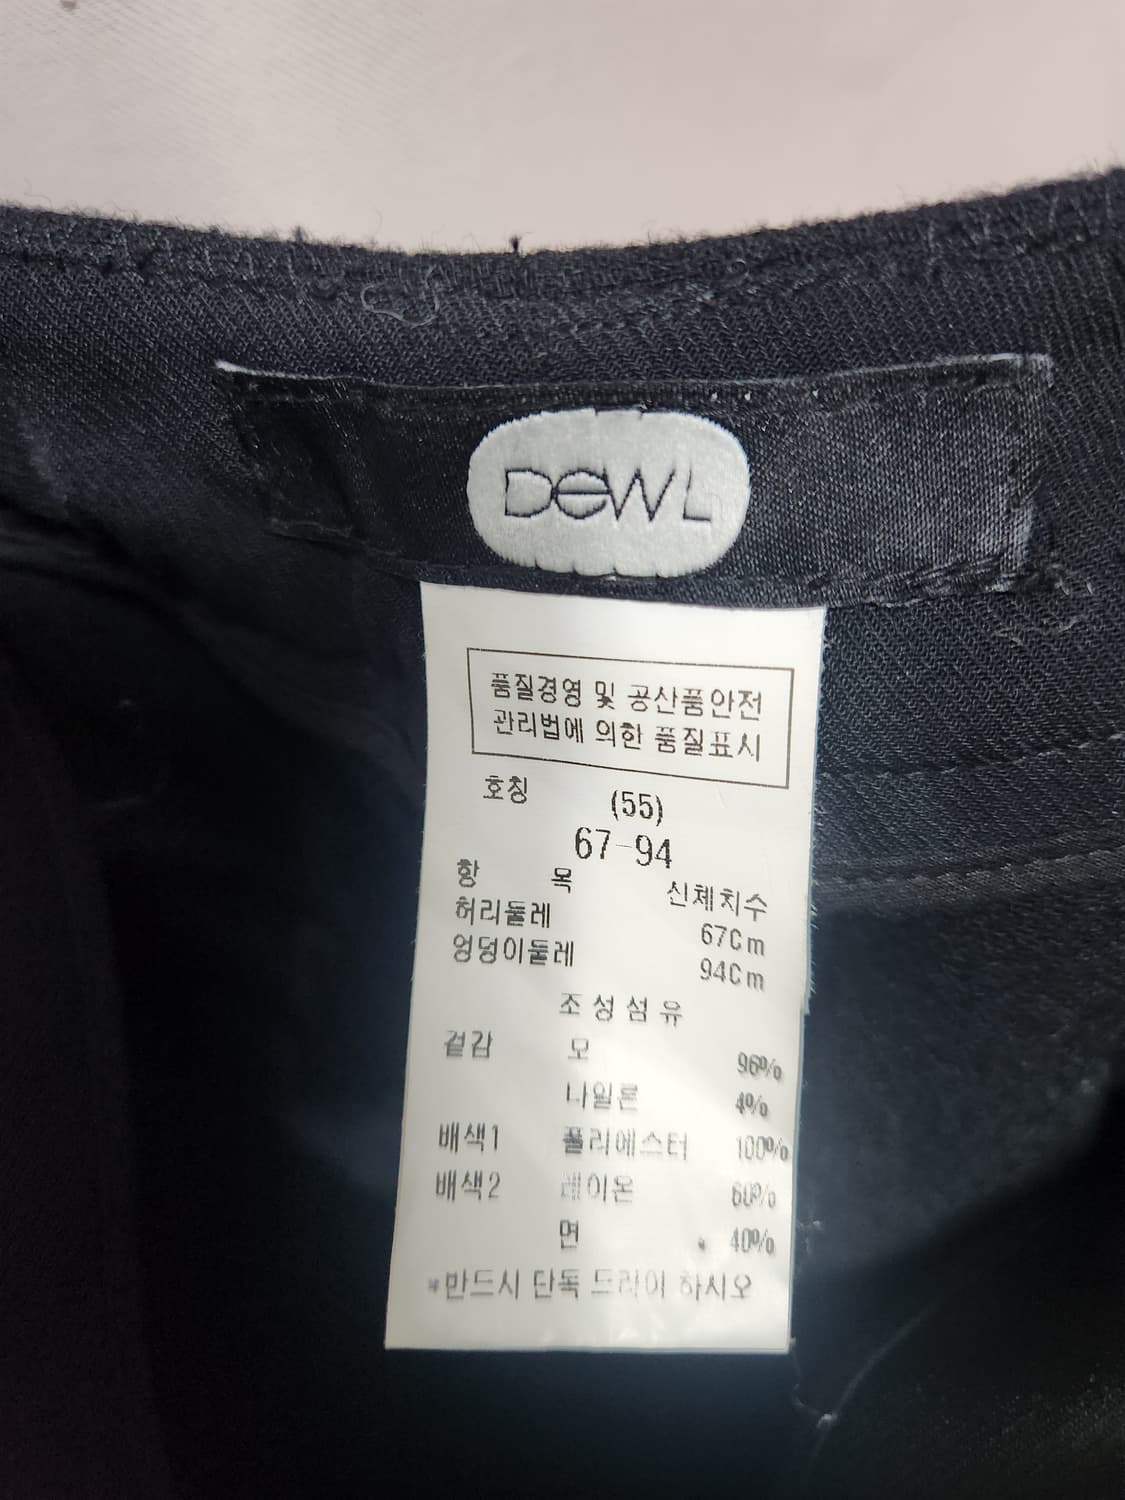 DeWL
품질경영 및 공산품안전
관리법에 의한 품질표시
호칭 (55)
67-94
항 목 신체치수
허리둘레 67Cm
엉덩이둘레 94Cm
조성섬유
겉감 모 96%
나일론 4%
배색1 폴리에스터 100%
배색2 레이온 60%
면 40%
*반드시 단독 드라이 하시오